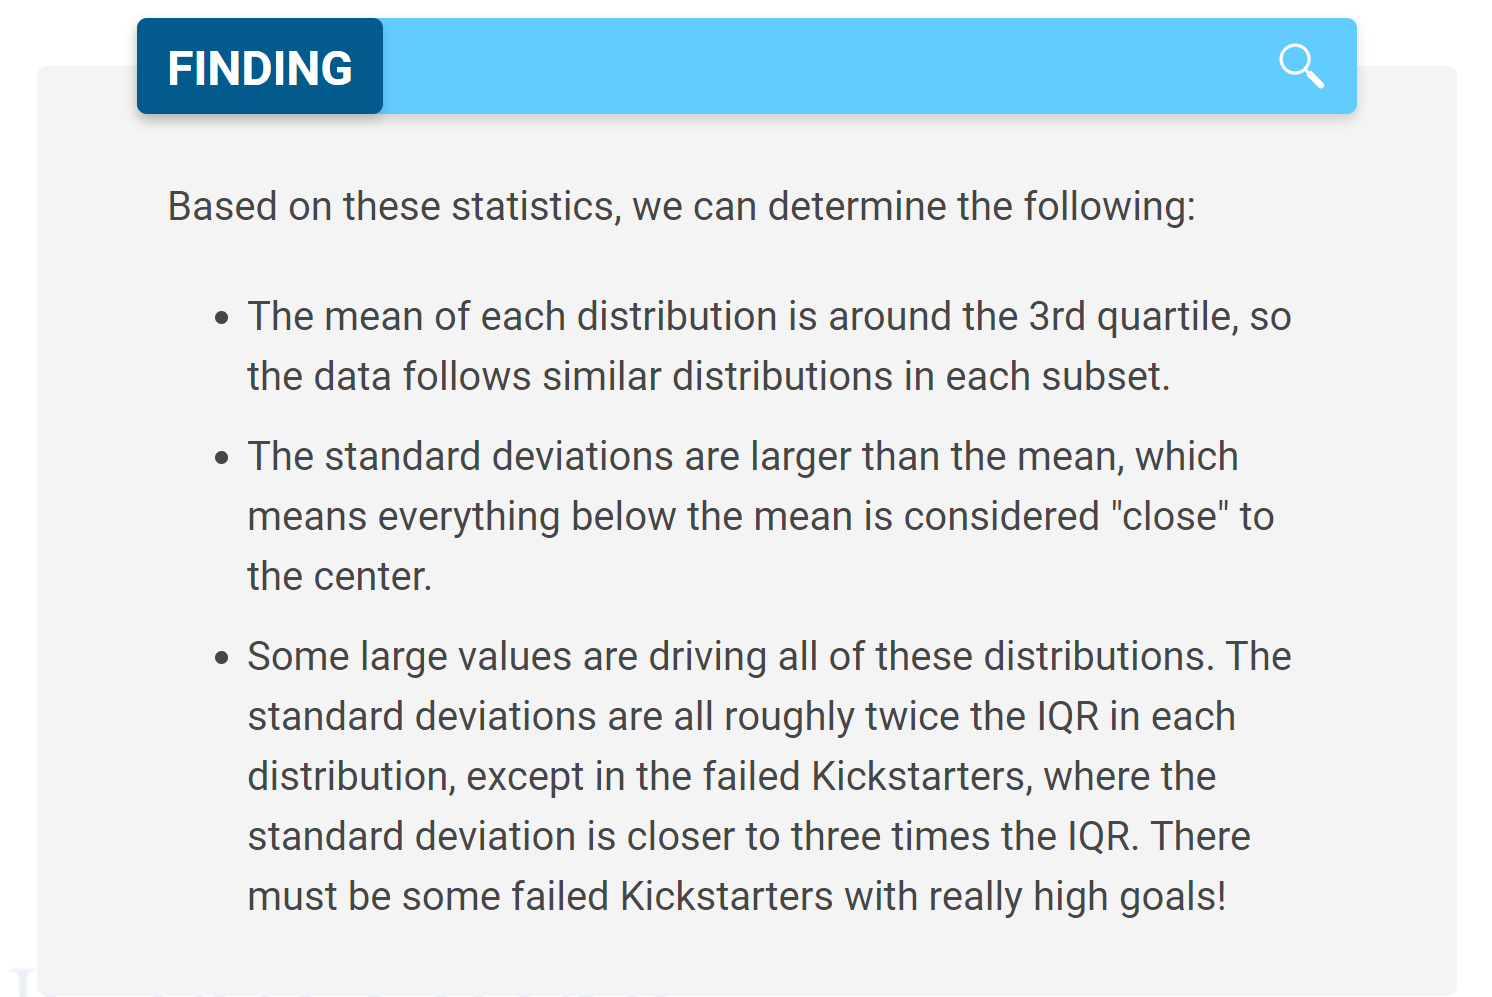 FINDING
Based on these statistics, we can determine the following:
• The mean of each distribution is around the 3rd quartile, so
the data follows similar distributions in each subset.
• The standard deviations are larger than the mean, which
means everything below the mean is considered "close" to
the center.
• Some large values are driving all of these distributions. The
standard deviations are all roughly twice the IQR in each
distribution, except in the failed Kickstarters, where the
standard deviation is closer to three times the IQR. There
must be some failed Kickstarters with really high goals!